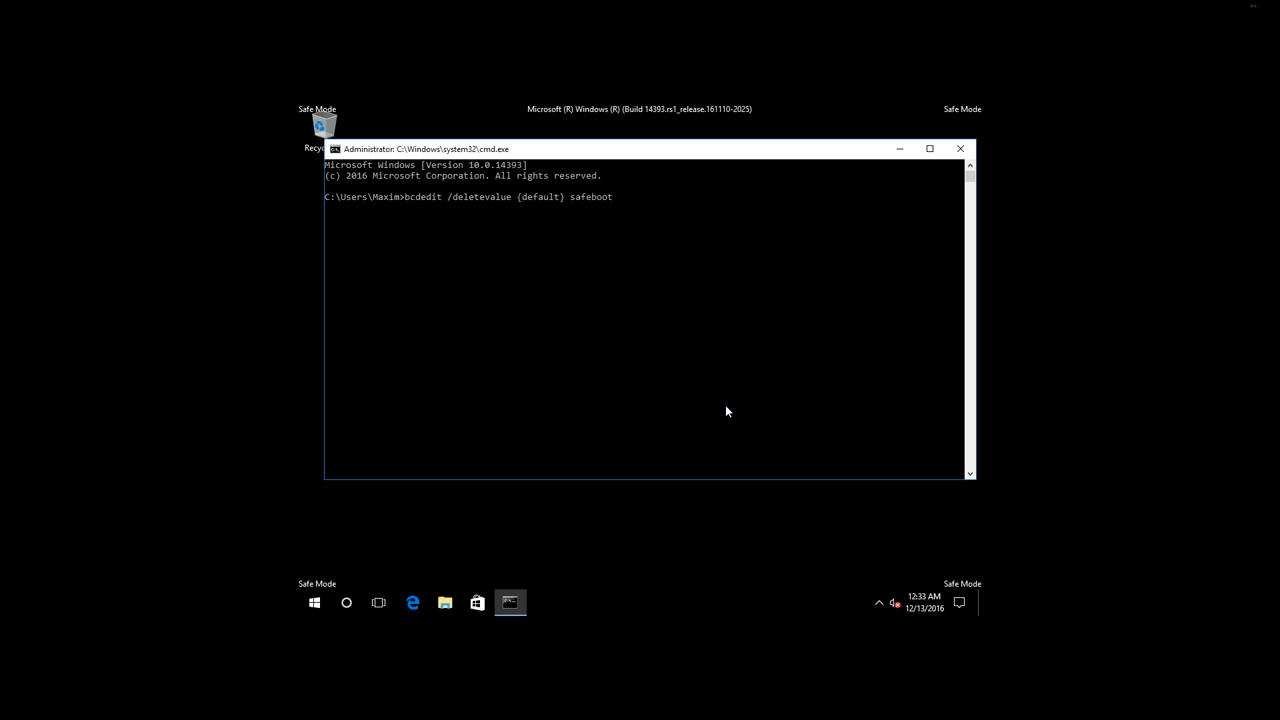 Safe Mode
Microsoft (R) Windows (R) (Build 14393.rs1_release.161110-2025)
Safe Mode
Administrator: C:\Windows\system32\cmd.exe
Microsoft Windows [Version 10.0.14393]
(c) 2016 Microsoft Corporation. All rights reserved.
C:\Users\Maxim>bcdedit /deletevalue {default} safeboot
Safe Mode
Safe Mode
12:33 AM
12/13/2016